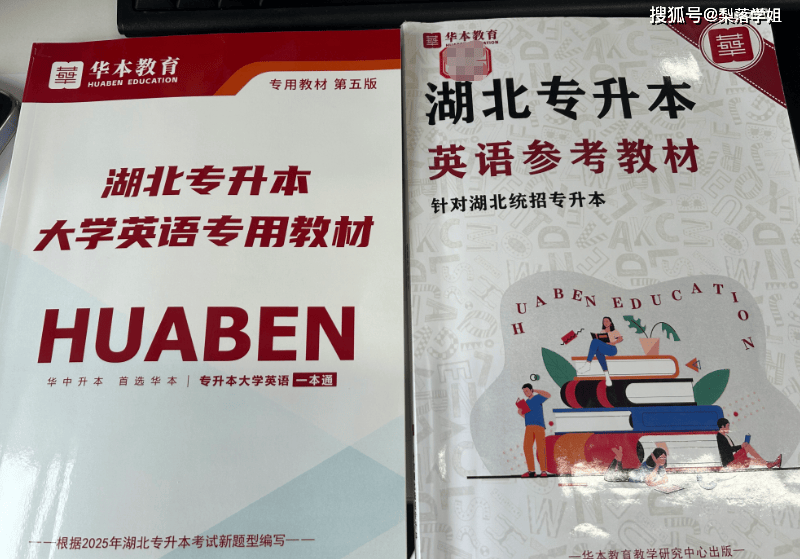 搜狐号@梨落学姐
华本教育
HUABEN EDUCATION
专用教材 第五版
湖北专升本
大学英语专用教材
HUABEN
华中升本 首选华本 | 专升本大学英语 一本通
——根据2025年湖北专升本考试新题型编写——
华本教育
HUABEN EDUCATION
湖北专升本
英语参考教材
针对湖北统招专升本
HUABEN EDUCATION
——华本教育教学研究中心出版——